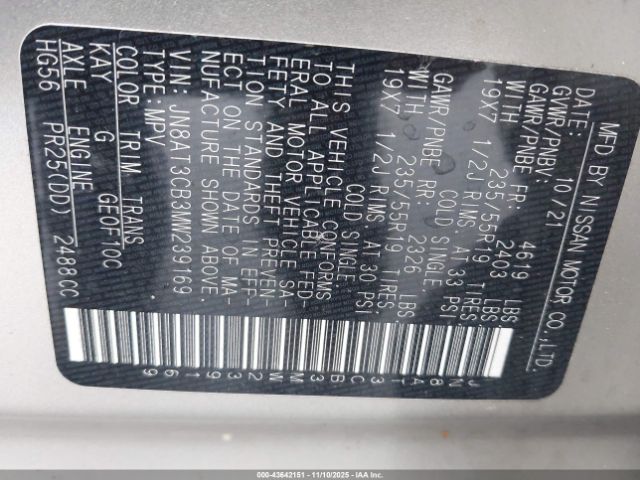 MFD BY NISSAN MOTOR CO.,LTD.
DATE: 10/21
GVWR/PNBV: 4619 LBS
GAWR/PNBE FR: 2403 LBS
WITH 235/55R19 TIRES
19X7 1/2J RIMS. AT 33 PSI
COLD SINGLE
GAWR/PNBE RR: 2326 LBS
WITH 235/55R19 TIRES
19X7 1/2J RIMS. AT 30 PSI
COLD SINGLE.
THIS VEHICLE CONFORMS
TO ALL APPLICABLE FED-
ERAL MOTOR VEHICLE SA-
FETY AND THEFT PREVEN-
TION STANDARDS IN EFF-
ECT ON THE DATE OF MA-
NUFACTURE SHOWN ABOVE.
VIN: JN8AT3CB3MW239169
TYPE: MPV
COLOR TRIM TRANS
KAY G GEOF10C
AXLE ENGINE
HG56 PR25(DD) 2488CC
JN8AT3CB3MW239169
000-43642151 - 11/10/2025 - IAAI.CA